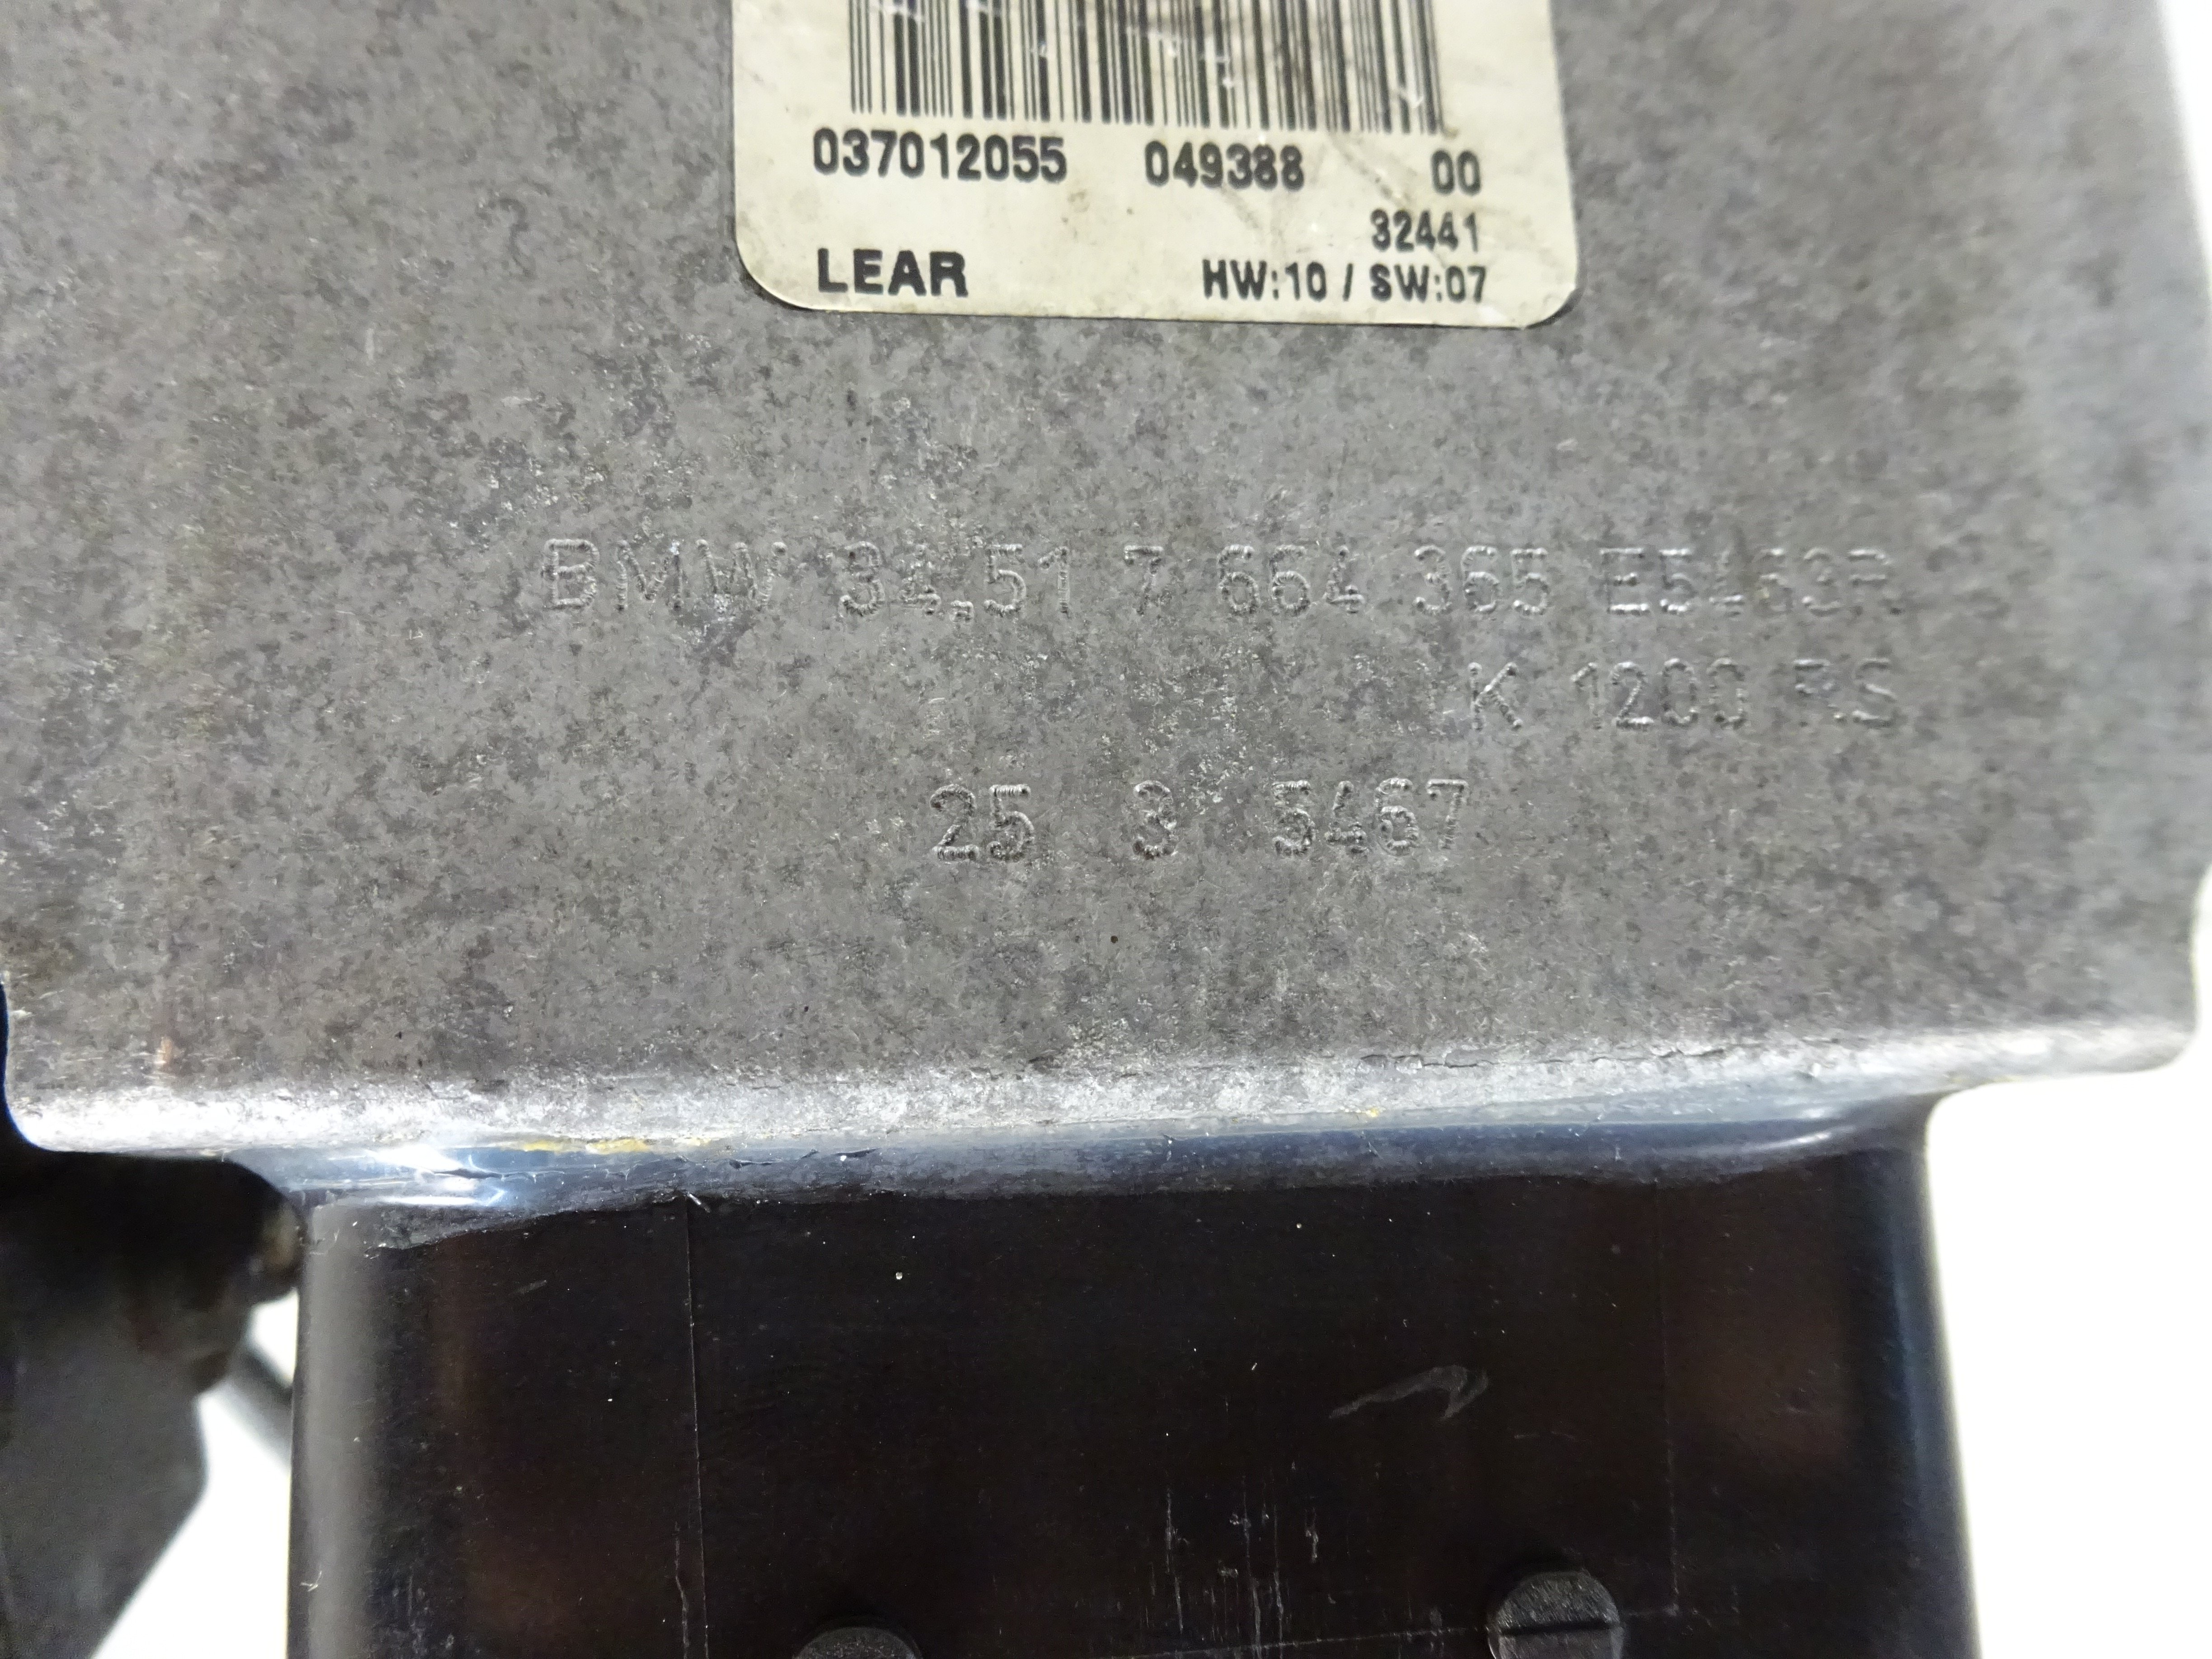 037012055 049388 00
32441
LEAR HW:10 / SW:07
BMW 34.51 7 664 365 E5463R
K 1200 RS
25 3 5467